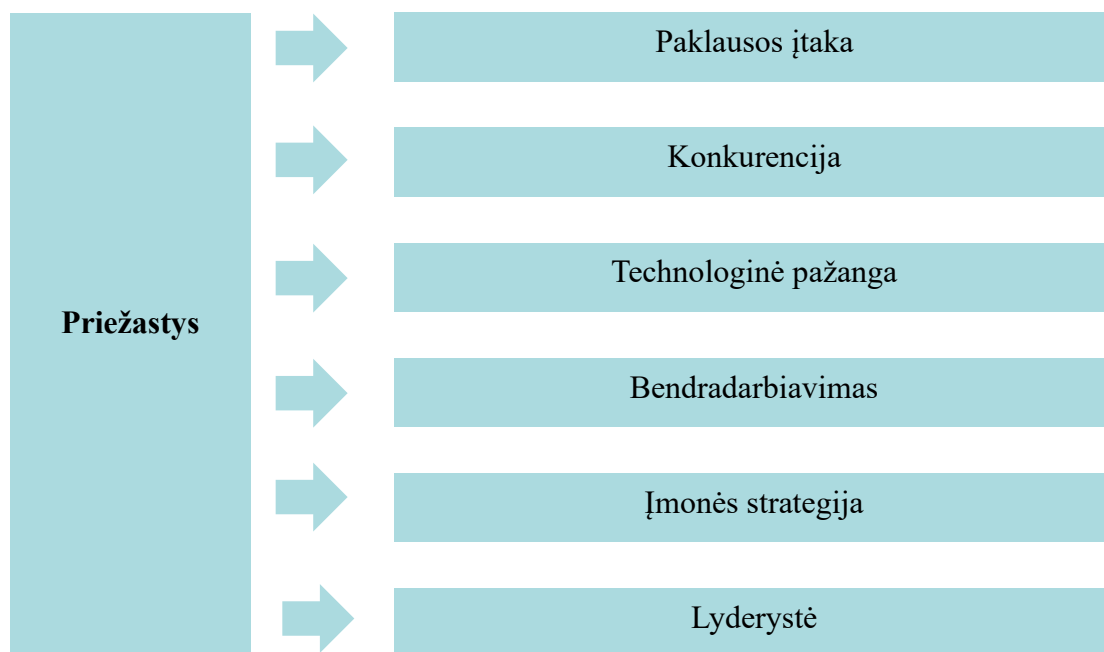 Priežastys
Paklausos įtaka
Konkurencija
Technologinė pažanga
Bendradarbiavimas
Įmonės strategija
Lyderystė